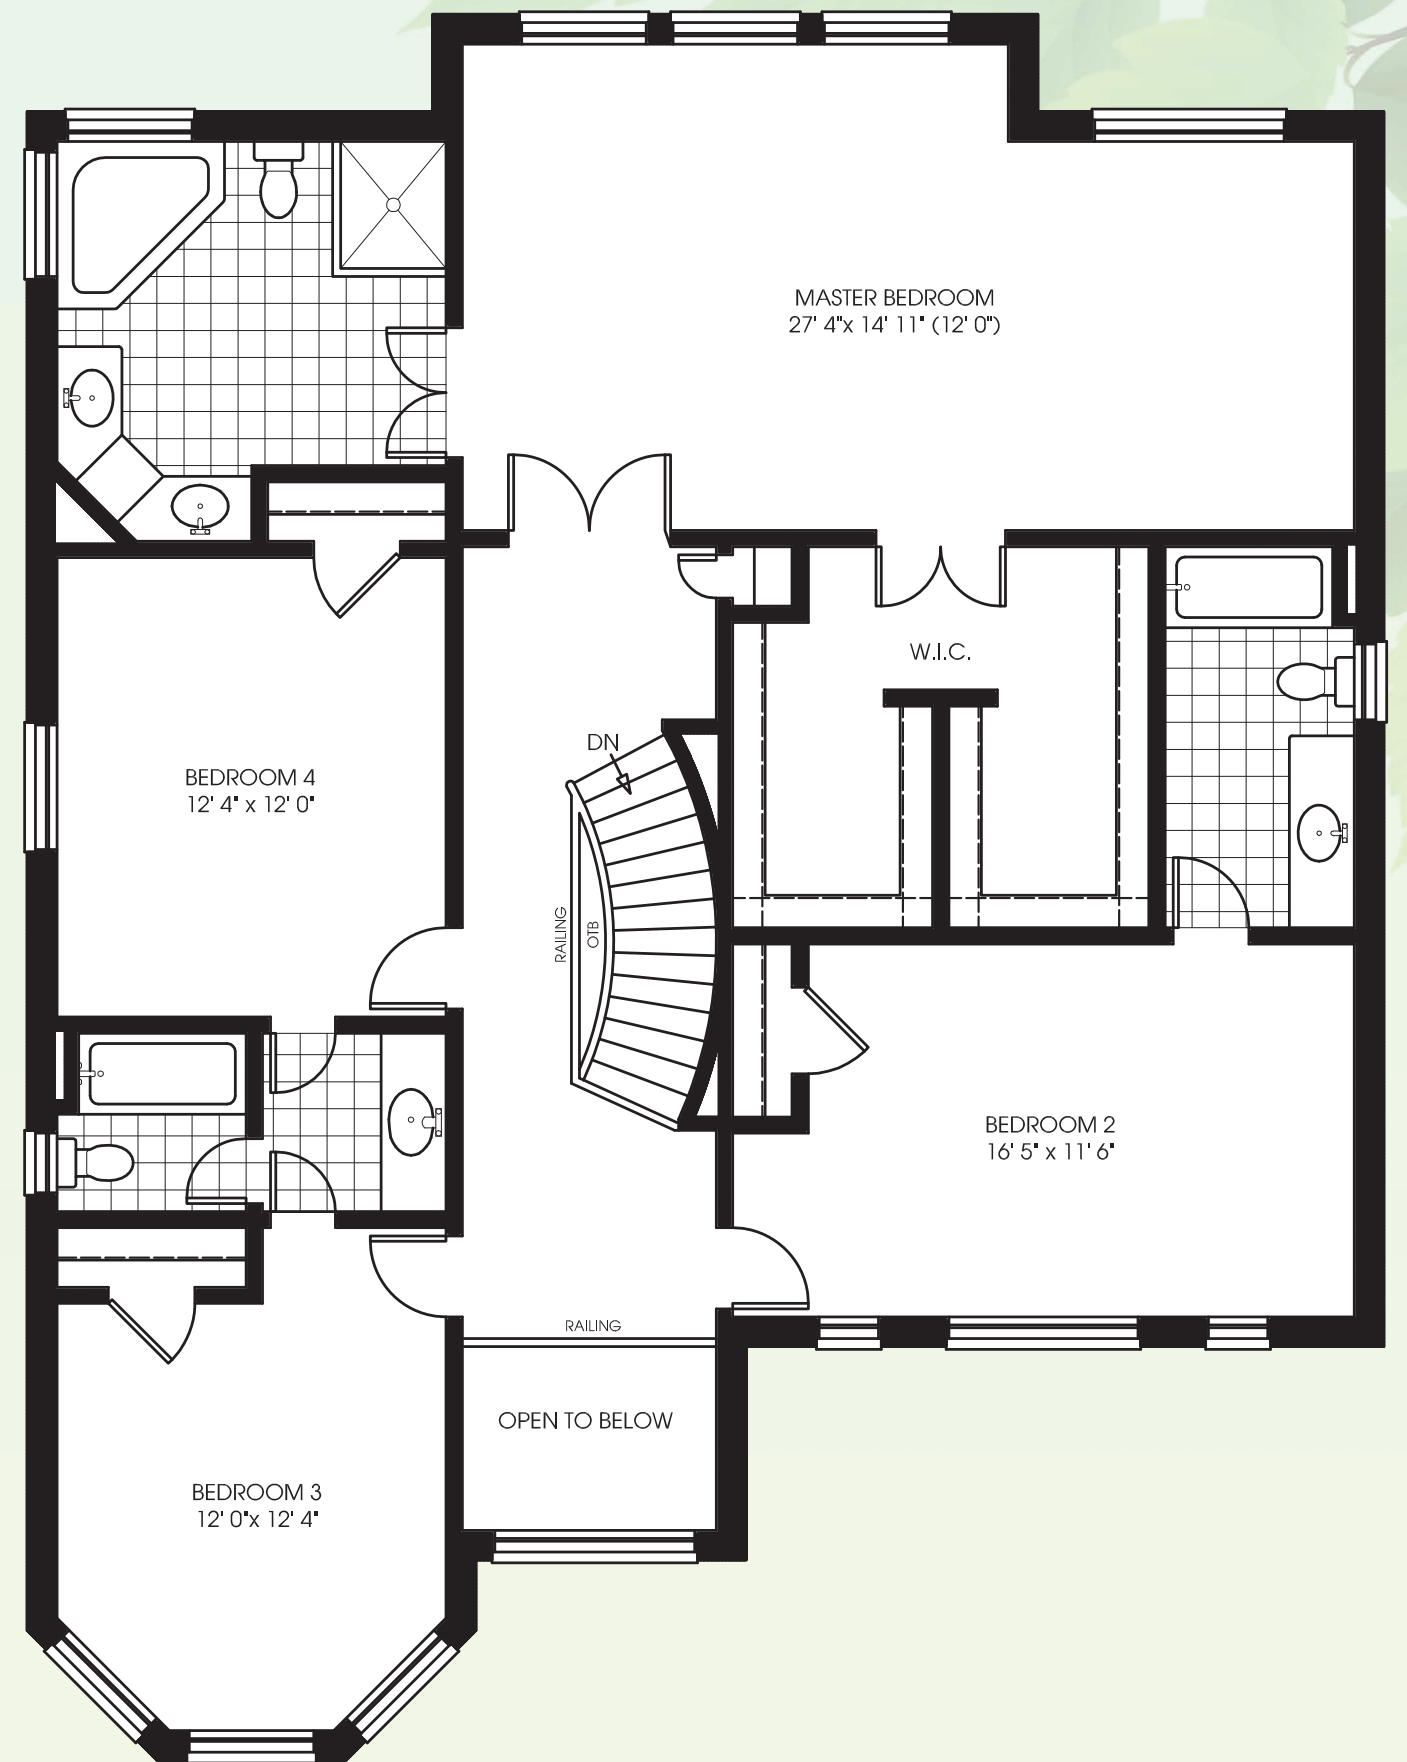 MASTER BEDROOM
27' 4"x 14' 11" (12' 0")
W.I.C.
DN
BEDROOM 4
12' 4" x 12' 0"
RAILING
OTB
BEDROOM 2
16' 5" x 11' 6"
RAILING
OPEN TO BELOW
BEDROOM 3
12' 0"x 12' 4"